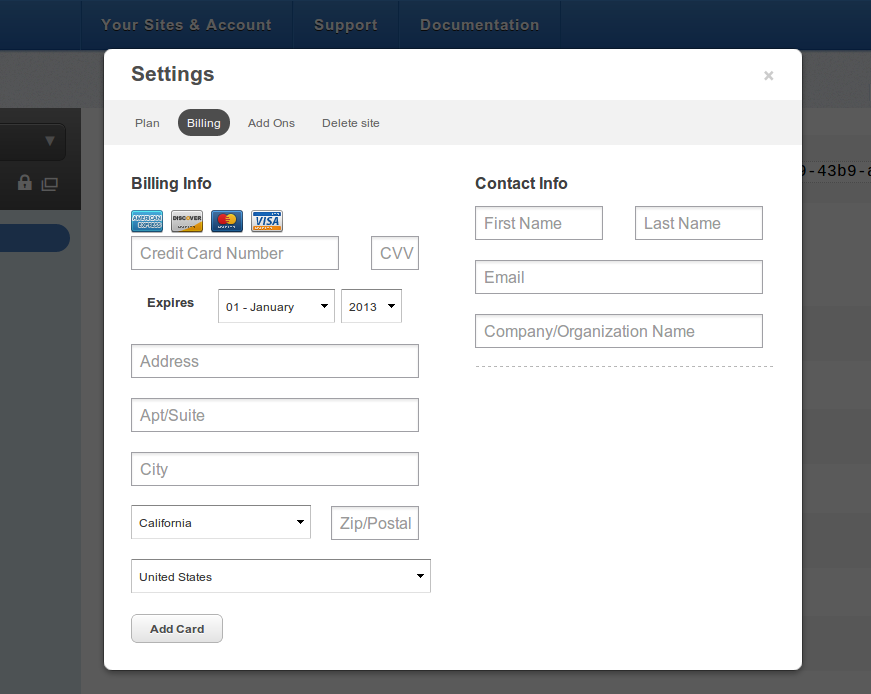 Your Sites & Account Support Documentation
Settings
×
Plan Billing Add Ons Delete site
Billing Info
AMERICAN EXPRESS DISCOVER VISA
Credit Card Number CVV
Expires 01 - January 2013
Address
Apt/Suite
City
California Zip/Postal
United States
Add Card
Contact Info
First Name Last Name
Email
Company/Organization Name
9-43b9-a